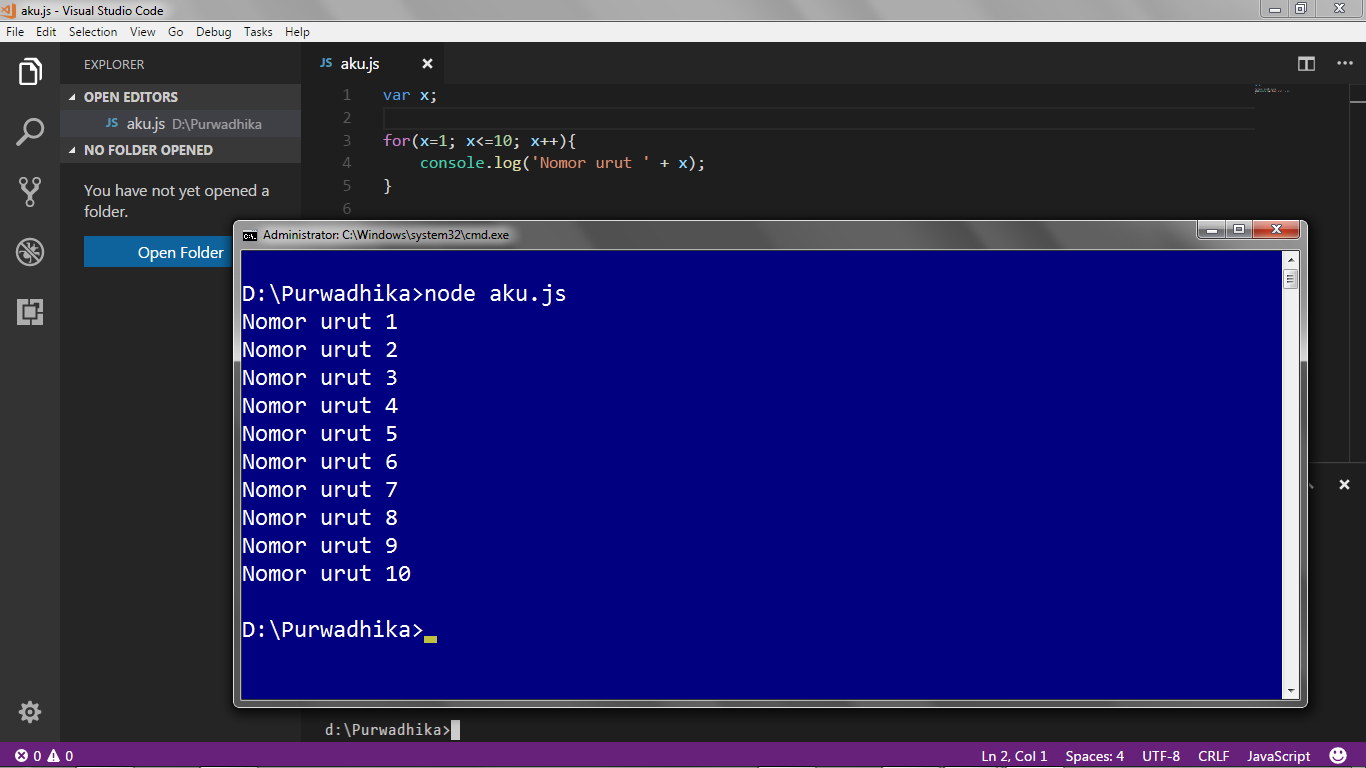 aku.js - Visual Studio Code
File Edit Selection View Go Debug Tasks Help
EXPLORER
OPEN EDITORS
JS aku.js D:\Purwadhika
NO FOLDER OPENED
You have not yet opened a
folder.
Open Folder
JS aku.js
1 var x;
2
3 for(x=1; x<=10; x++){
4     console.log('Nomor urut ' + x);
5 }
6
Administrator: C:\Windows\system32\cmd.exe
D:\Purwadhika>node aku.js
Nomor urut 1
Nomor urut 2
Nomor urut 3
Nomor urut 4
Nomor urut 5
Nomor urut 6
Nomor urut 7
Nomor urut 8
Nomor urut 9
Nomor urut 10
D:\Purwadhika>
d:\Purwadhika>
0 0 Ln 2, Col 1 Spaces: 4 UTF-8 CRLF JavaScript